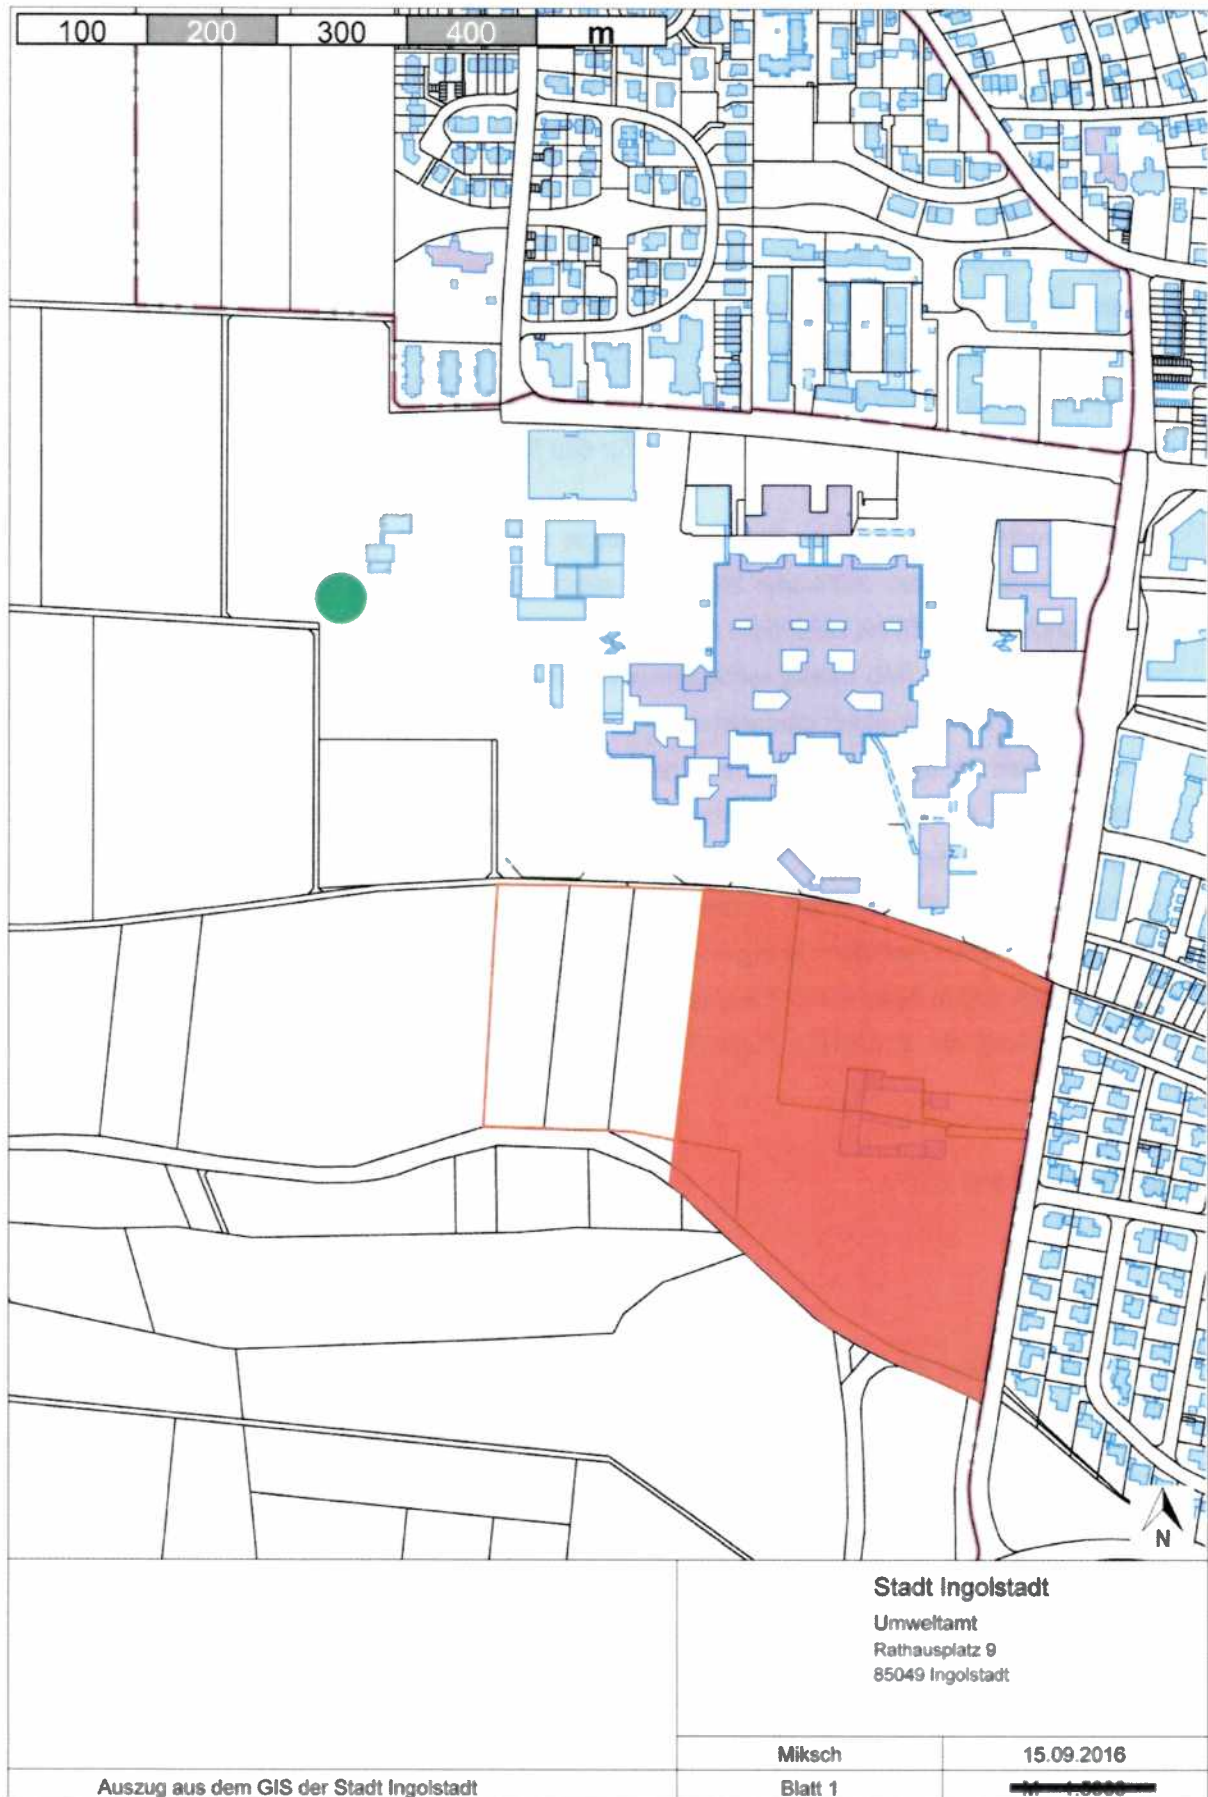 100 200 300 400 m
N
Stadt Ingolstadt
Umweltamt
Rathausplatz 9
85049 Ingolstadt
Miksch 15.09.2016
Auszug aus dem GIS der Stadt Ingolstadt Blatt 1